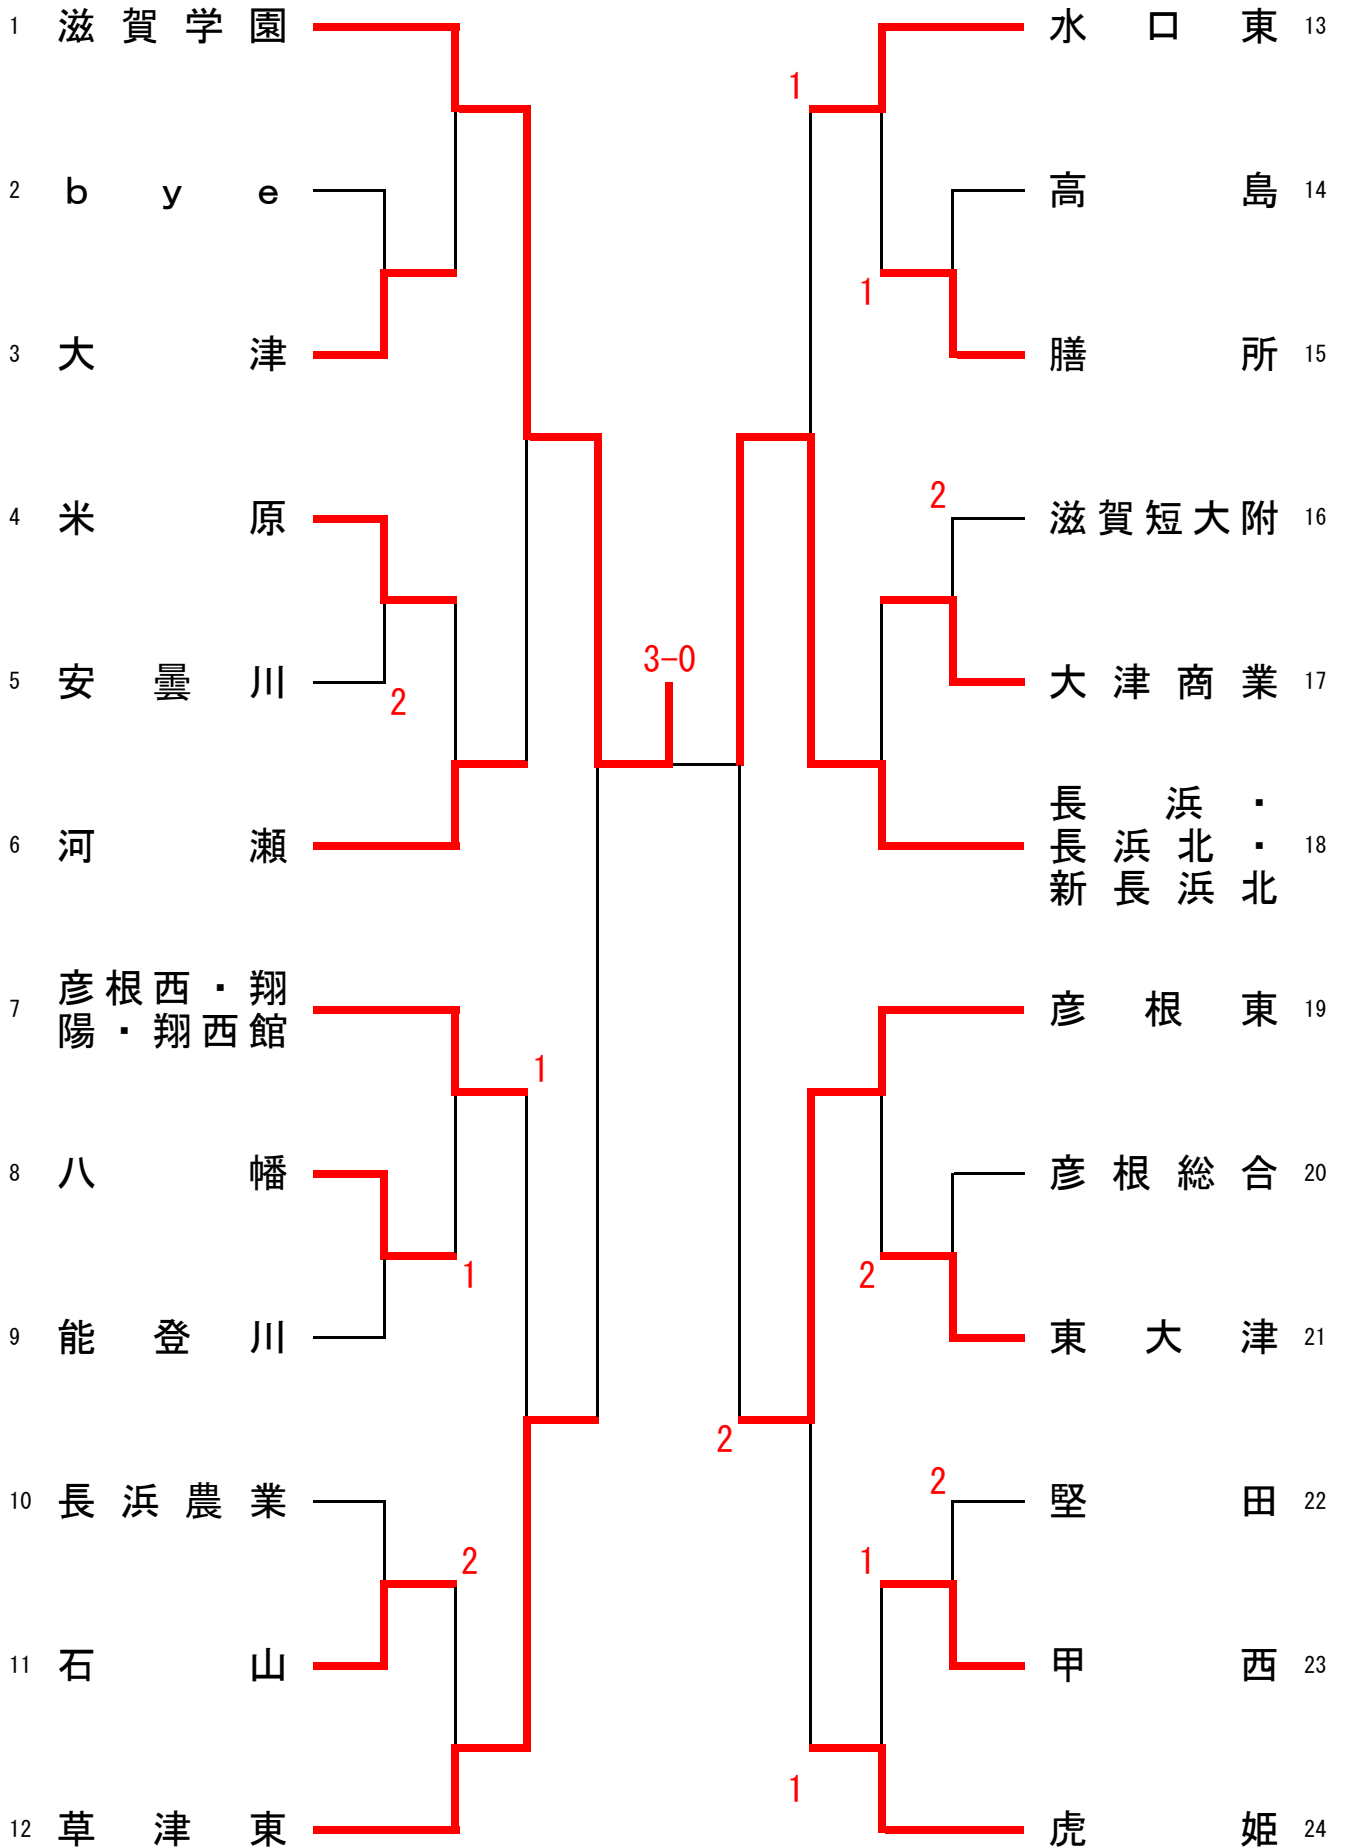 1 滋賀学園
2 ｂｙｅ
3 大津
4 米原
5 安曇川
2
6 河瀬
7 彦根西・翔
陽・翔西館
1
8 八幡
1
9 能登川
10 長浜農業
2
11 石山
12 草津東
3-0
水口東 13
1
高島 14
1
膳所 15
2
滋賀短大附 16
大津商業 17
長浜・
長浜北・ 18
新長浜北
彦根東 19
彦根総合 20
2
東大津 21
2
2
堅田 22
1
甲西 23
1
虎姫 24